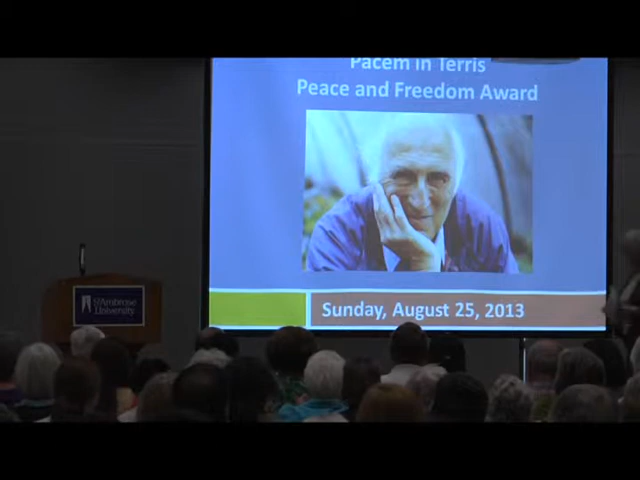 Pacem in Terris
Peace and Freedom Award
Sunday, August 25, 2013
St. Ambrose
University